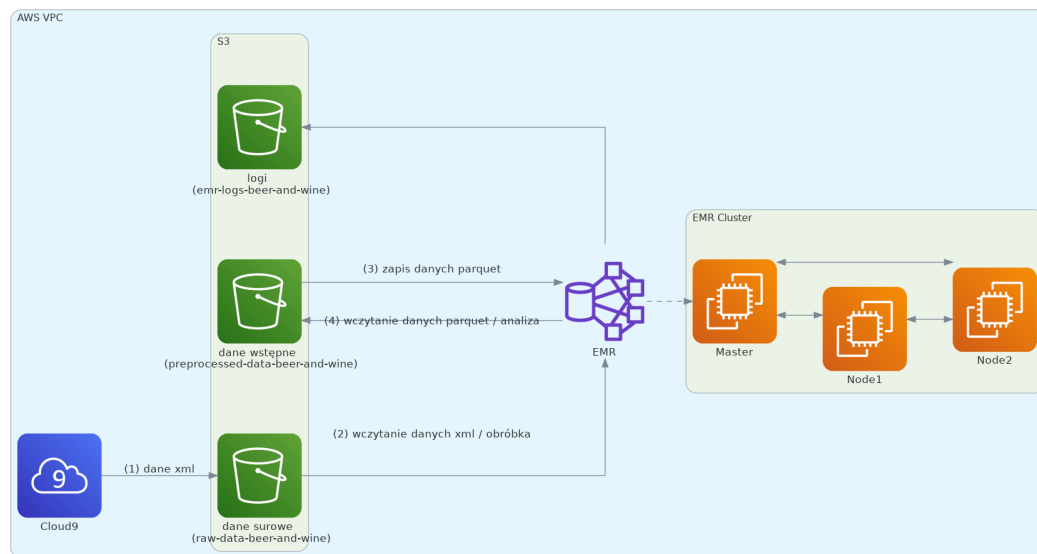 AWS VPC
S3
logi
(emr-logs-beer-and-wine)
EMR Cluster
(3) zapis danych parquet
(4) wczytanie danych parquet / analiza
dane wstępne
(preprocessed-data-beer-and-wine)
EMR
Master
Node1
Node2
(2) wczytanie danych xml / obróbka
9
(1) dane xml
Cloud9
dane surowe
(raw-data-beer-and-wine)